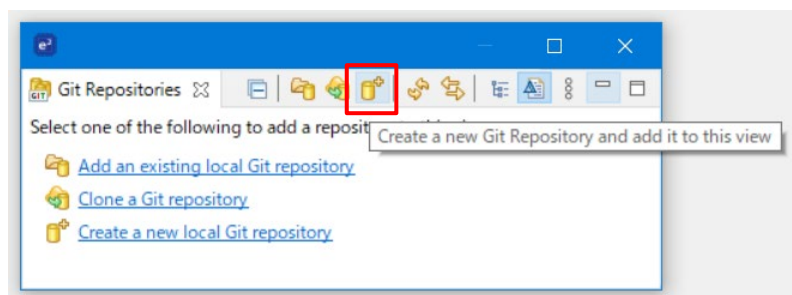 e²
GIT
Git Repositories
Select one of the following to add a reposit
Create a new Git Repository and add it to this view
Add an existing local Git repository
Clone a Git repository
Create a new local Git repository